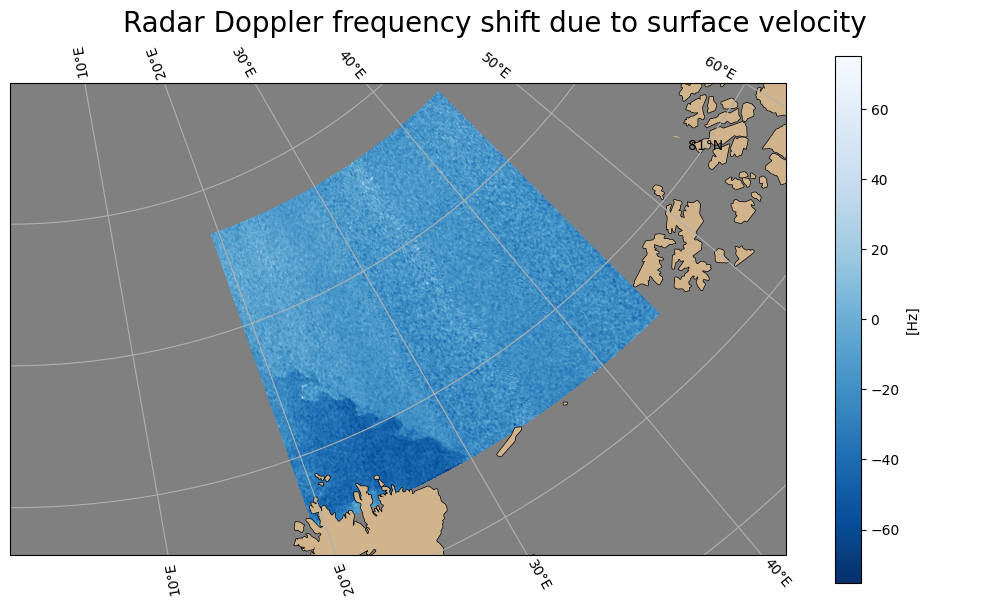 Radar Doppler frequency shift due to surface velocity
10°E
20°E
30°E
40°E
50°E
60°E
81°N
60
40
20
0
−20
−40
−60
[Hz]
10°E
20°E
30°E
40°E